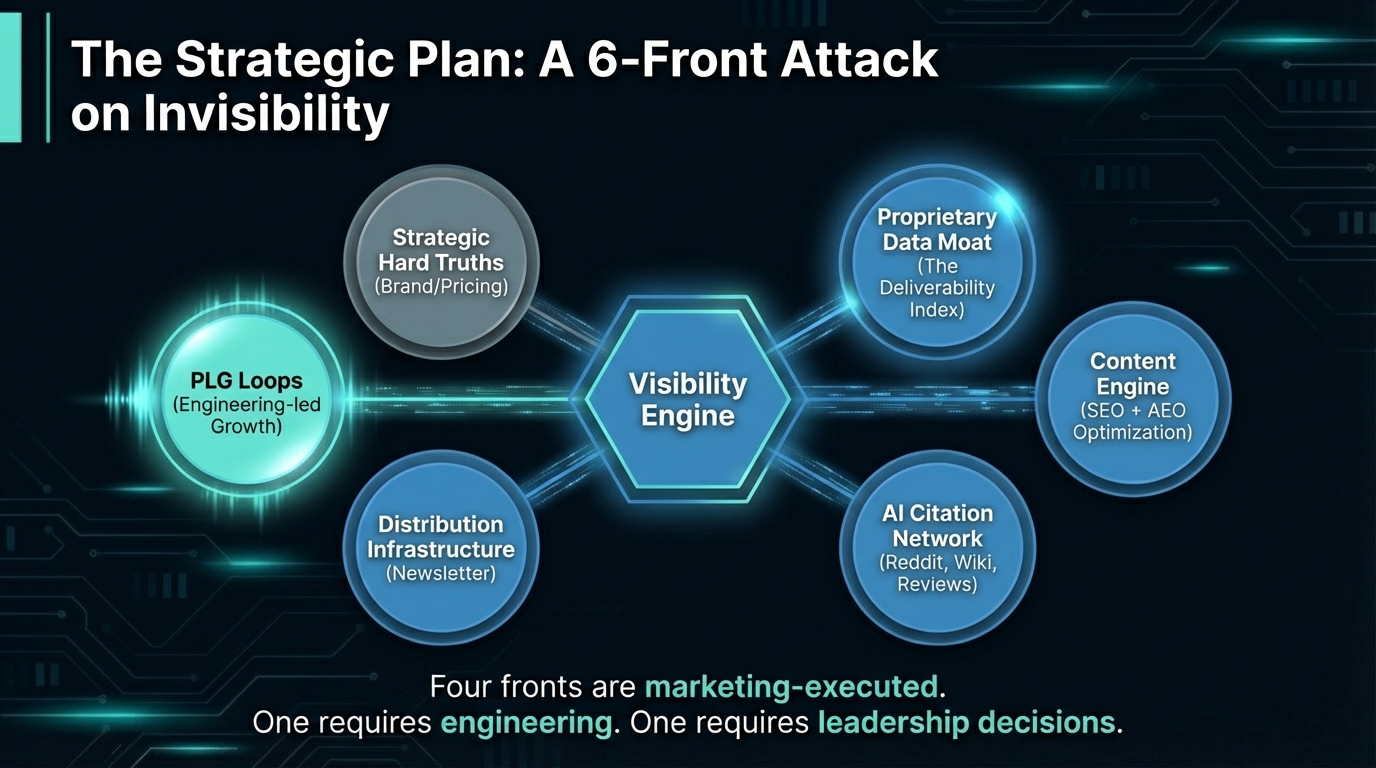 The Strategic Plan: A 6-Front Attack
on Invisibility
Strategic
Hard Truths
(Brand/Pricing)
Proprietary
Data Moat
(The
Deliverability
Index)
PLG Loops
(Engineering-led
Growth)
Visibility
Engine
Content
Engine
(SEO + AEO
Optimization)
Distribution
Infrastructure
(Newsletter)
AI Citation
Network
(Reddit, Wiki,
Reviews)
Four fronts are marketing-executed.
One requires engineering. One requires leadership decisions.